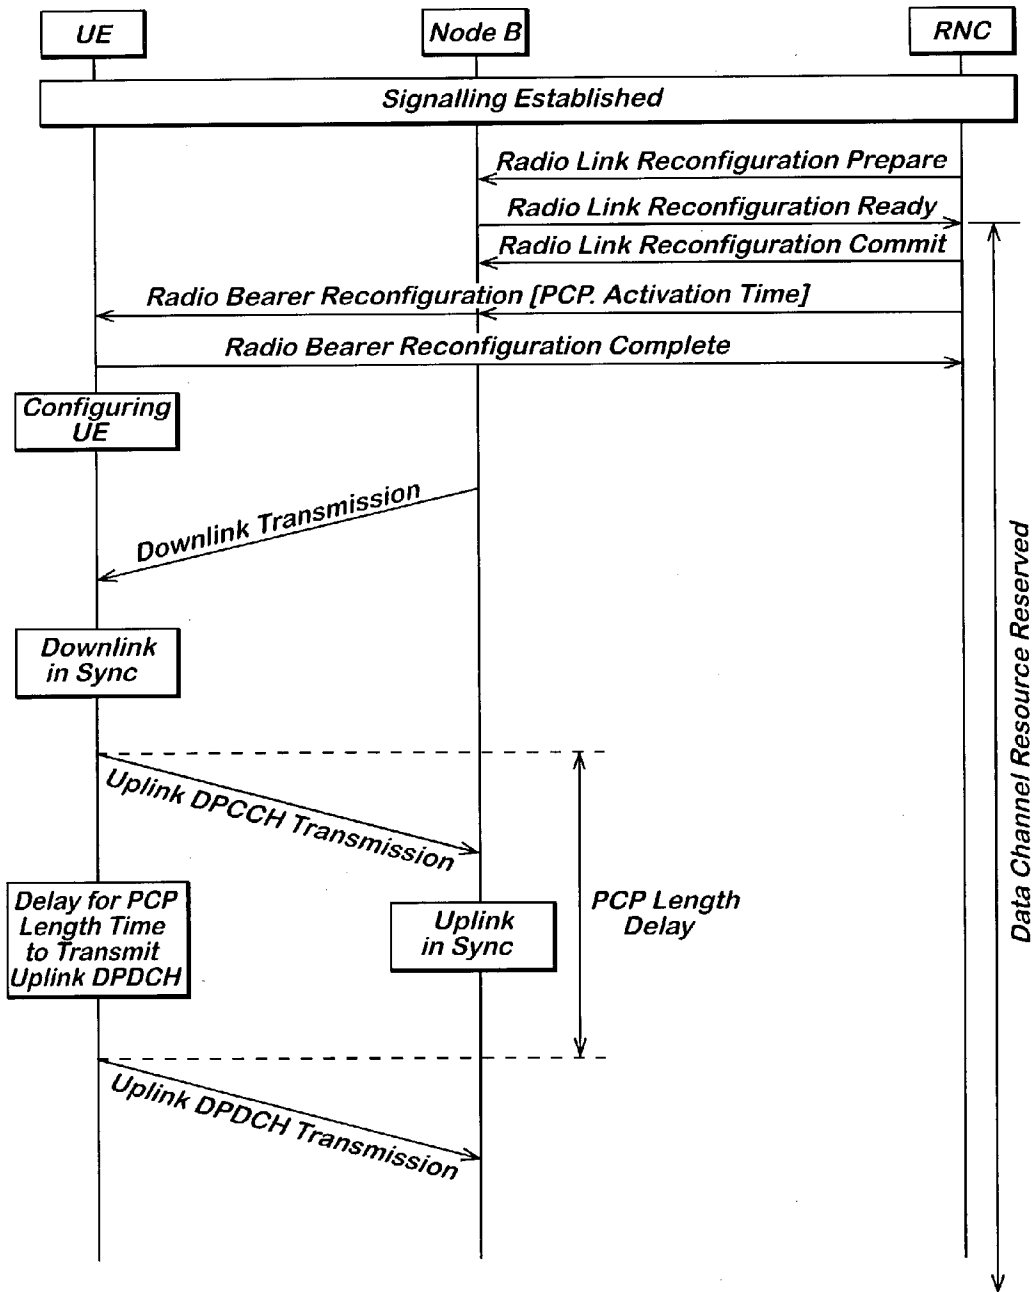 UE
Node B
RNC
Signalling Established
Radio Link Reconfiguration Prepare
Radio Link Reconfiguration Ready
Radio Link Reconfiguration Commit
Radio Bearer Reconfiguration [PCP. Activation Time]
Radio Bearer Reconfiguration Complete
Configuring
UE
Downlink Transmission
Downlink
in Sync
Uplink DPCCH Transmission
Delay for PCP
Length Time
to Transmit
Uplink DPDCH
Uplink
in Sync
PCP Length
Delay
Uplink DPDCH Transmission
Data Channel Resource Reserved